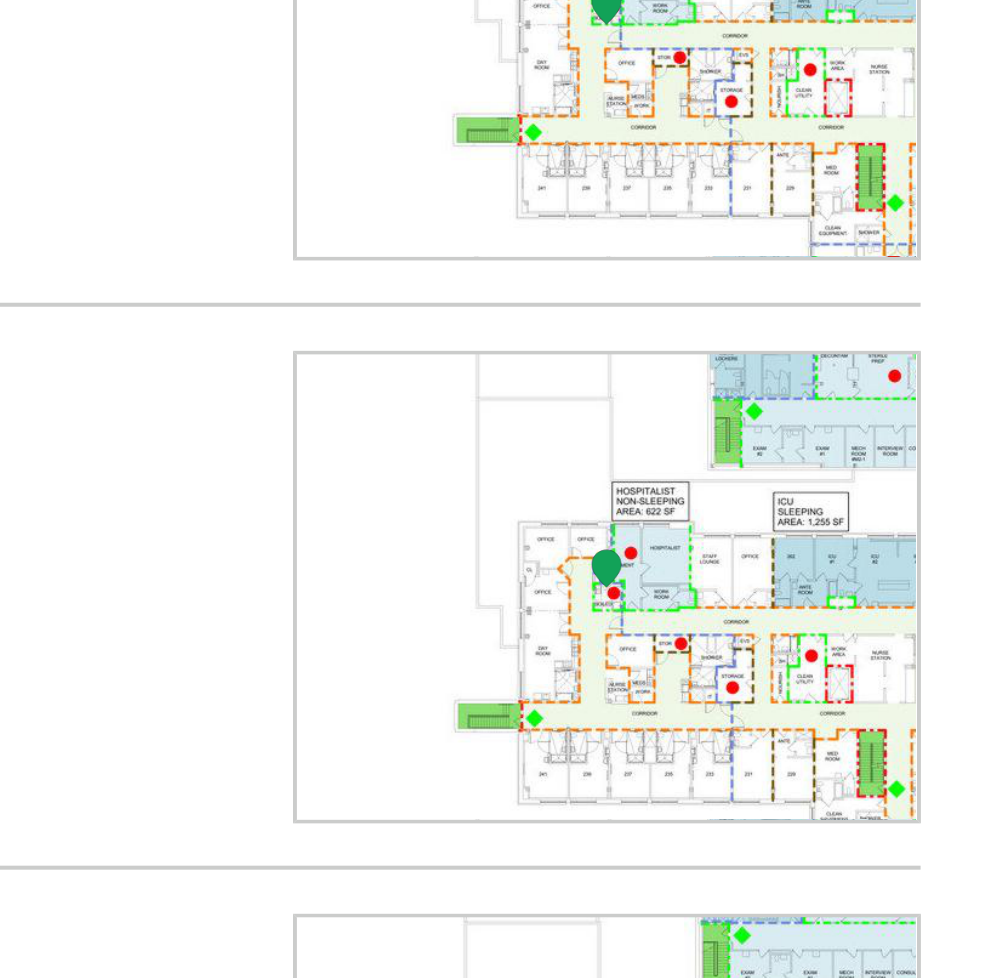 OFFICE
WORK
ROOM
ROOM
CORRIDOR
DAY
ROOM
OFFICE
STOR
EVS
SHOWER
WORK
AREA
NURSE
STATION
NURSE
STATION
MEDS
WORK
STORAGE
NOURISH
CLEAN
UTILITY
CORRIDOR
CORRIDOR
ANTE
MED
ROOM
241
237
235
233
231
229
CLEAN
EQUIPMENT
SHOWER
LOCKERS
DECONTAM
STERILE
PREP
EXAM
#2
EXAM
#1
MECH
ROOM
INTERVIEW
ROOM
CO
HOSPITALIST
NON-SLEEPING
AREA: 622 SF
ICU
SLEEPING
AREA: 1,255 SF
OFFICE
OFFICE
HOSPITALIST
STAFF
LOUNGE
OFFICE
ICU
#1
ICU
#2
CL
MENT
OFFICE
WORK
ROOM
ANTE
ROOM
CORRIDOR
DAY
ROOM
OFFICE
STOR
EVS
SHOWER
WORK
AREA
NURSE
STATION
NURSE
STATION
MEDS
WORK
STORAGE
NOURISH
CLEAN
UTILITY
CORRIDOR
CORRIDOR
ANTE
MED
ROOM
241
237
235
233
231
229
CLEAN
EXAM
EXAM
MECH
INTERVIEW
CONSUL